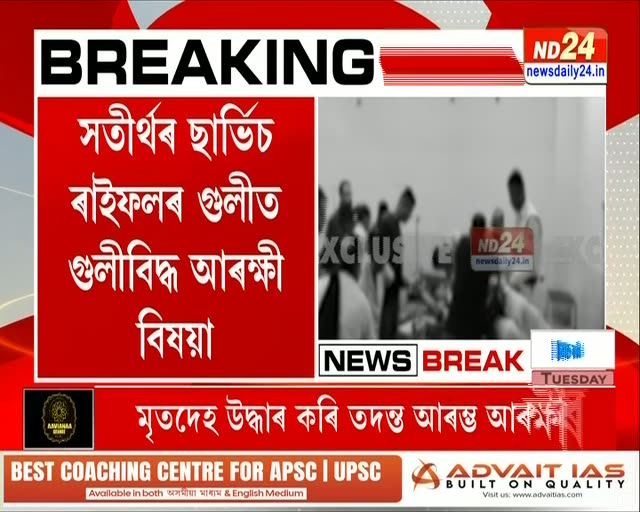 BREAKING
ND24
newsdaily24.in
সতীৰ্থৰ ছাৰ্ভিচ
ৰাইফলৰ গুলীত
গুলীবিদ্ধ আৰক্ষী
বিষয়া
EXCLUSIVE
ND24
newsdaily24.in
NEWS BREAK
TUESDAY
মৃতদেহ উদ্ধাৰ কৰি তদন্ত আৰম্ভ আৰক্ষীৰ
BEST COACHING CENTRE FOR APSC | UPSC
Available in both অসমীয়া মাধ্যম & English Medium
ADVAIT IAS
BUILT ON QUALITY
Visit us: www.advaitias.com